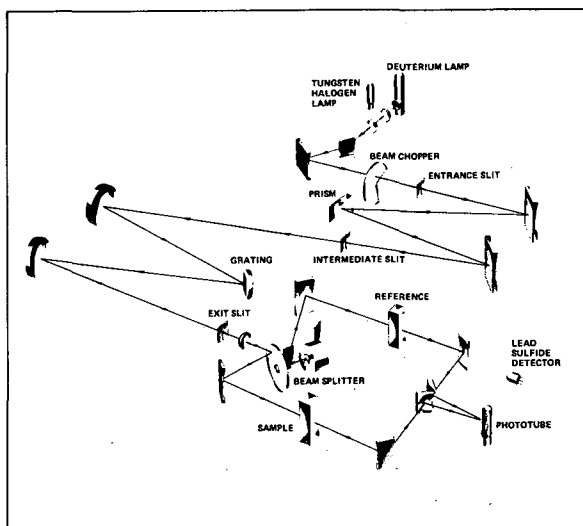 DEUTERIUM LAMP
TUNGSTEN
HALOGEN
LAMP
BEAM CHOPPER
ENTRANCE SLIT
PRISM
GRATING
INTERMEDIATE SLIT
EXIT SLIT
REFERENCE
LEAD
SULFIDE
DETECTOR
BEAM SPLITTER
SAMPLE
PHOTOTUBE